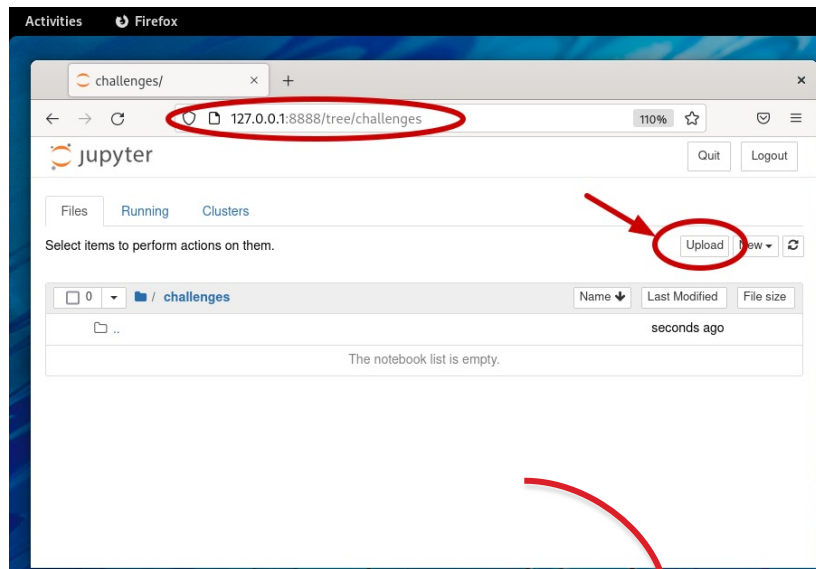 Activities Firefox
challenges/
127.0.0.1:8888/tree/challenges 110%
jupyter Quit Logout
Files Running Clusters
Select items to perform actions on them. Upload New
0 / challenges Name Last Modified File size
.. seconds ago
The notebook list is empty.